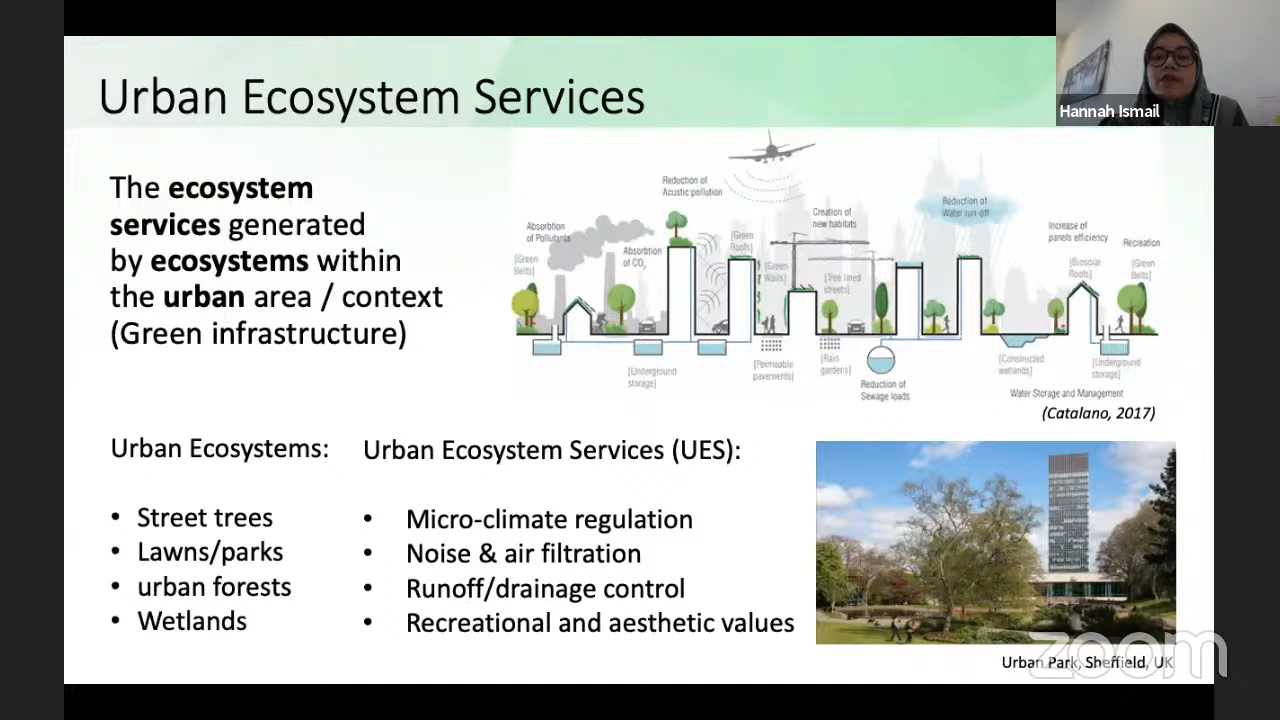 Urban Ecosystem Services
Hannah Ismail
The ecosystem
services generated
by ecosystems within
the urban area / context
(Green infrastructure)
Reduction of
Acustic pollution
Absorbtion
of Pollutants
[Green
Belts]
Absorbtion
of CO2
[Green
Roofs]
[Green
Walls]
Creation of
new habitats
[Tree lined
streets]
Reduction of
Water run-off
Increase of
panels efficiency
Recreation
[Biosolar
Roofs]
[Green
Belts]
[Underground
storage]
[Permeable
pavements]
[Rain
gardens]
Reduction of
Sewage loads
[Constructed
wetlands]
[Underground
storage]
Water Storage and Management
(Catalano, 2017)
Urban Ecosystems:
• Street trees
• Lawns/parks
• urban forests
• Wetlands
Urban Ecosystem Services (UES):
• Micro-climate regulation
• Noise & air filtration
• Runoff/drainage control
• Recreational and aesthetic values
Urban Park, Sheffield, UK
zoom